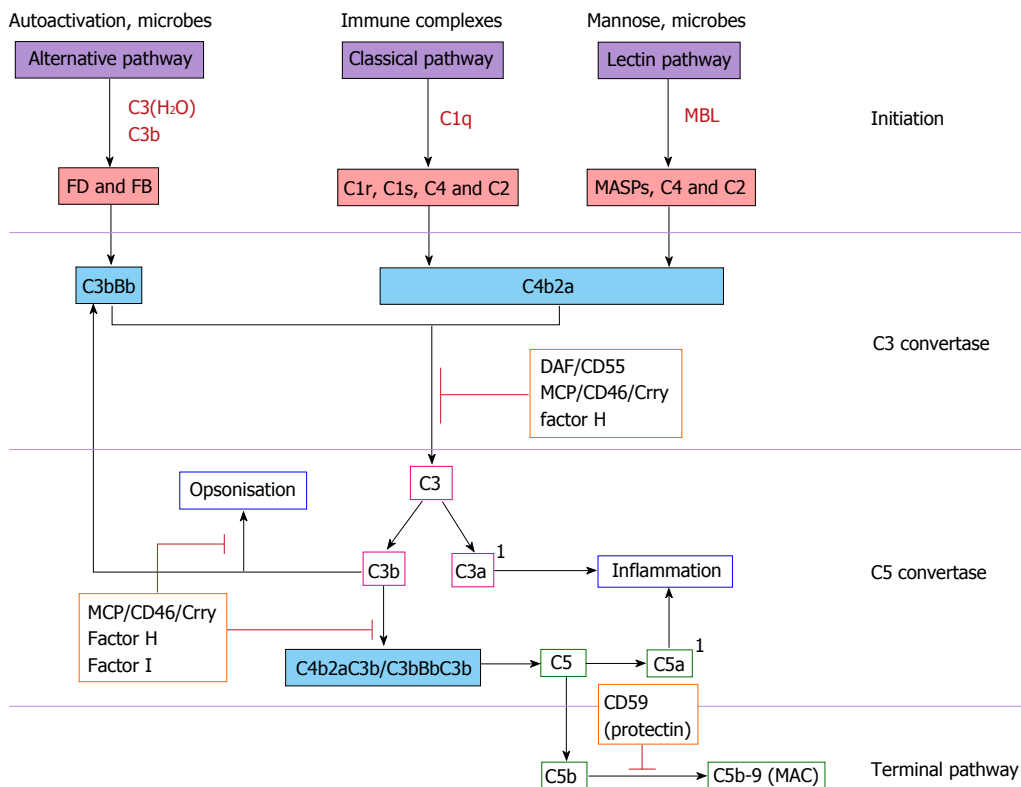 Autoactivation, microbes
Immune complexes
Mannose, microbes
Alternative pathway
Classical pathway
Lectin pathway
C3(H₂O)
C3b
C1q
MBL
Initiation
FD and FB
C1r, C1s, C4 and C2
MASPs, C4 and C2
C3bBb
C4b2a
C3 convertase
DAF/CD55
MCP/CD46/Crry
factor H
C3
Opsonisation
C3b
C3a
1
Inflammation
C5 convertase
MCP/CD46/Crry
Factor H
Factor I
C4b2aC3b/C3bBbC3b
C5
C5a
1
CD59
(protectin)
C5b
C5b-9 (MAC)
Terminal pathway